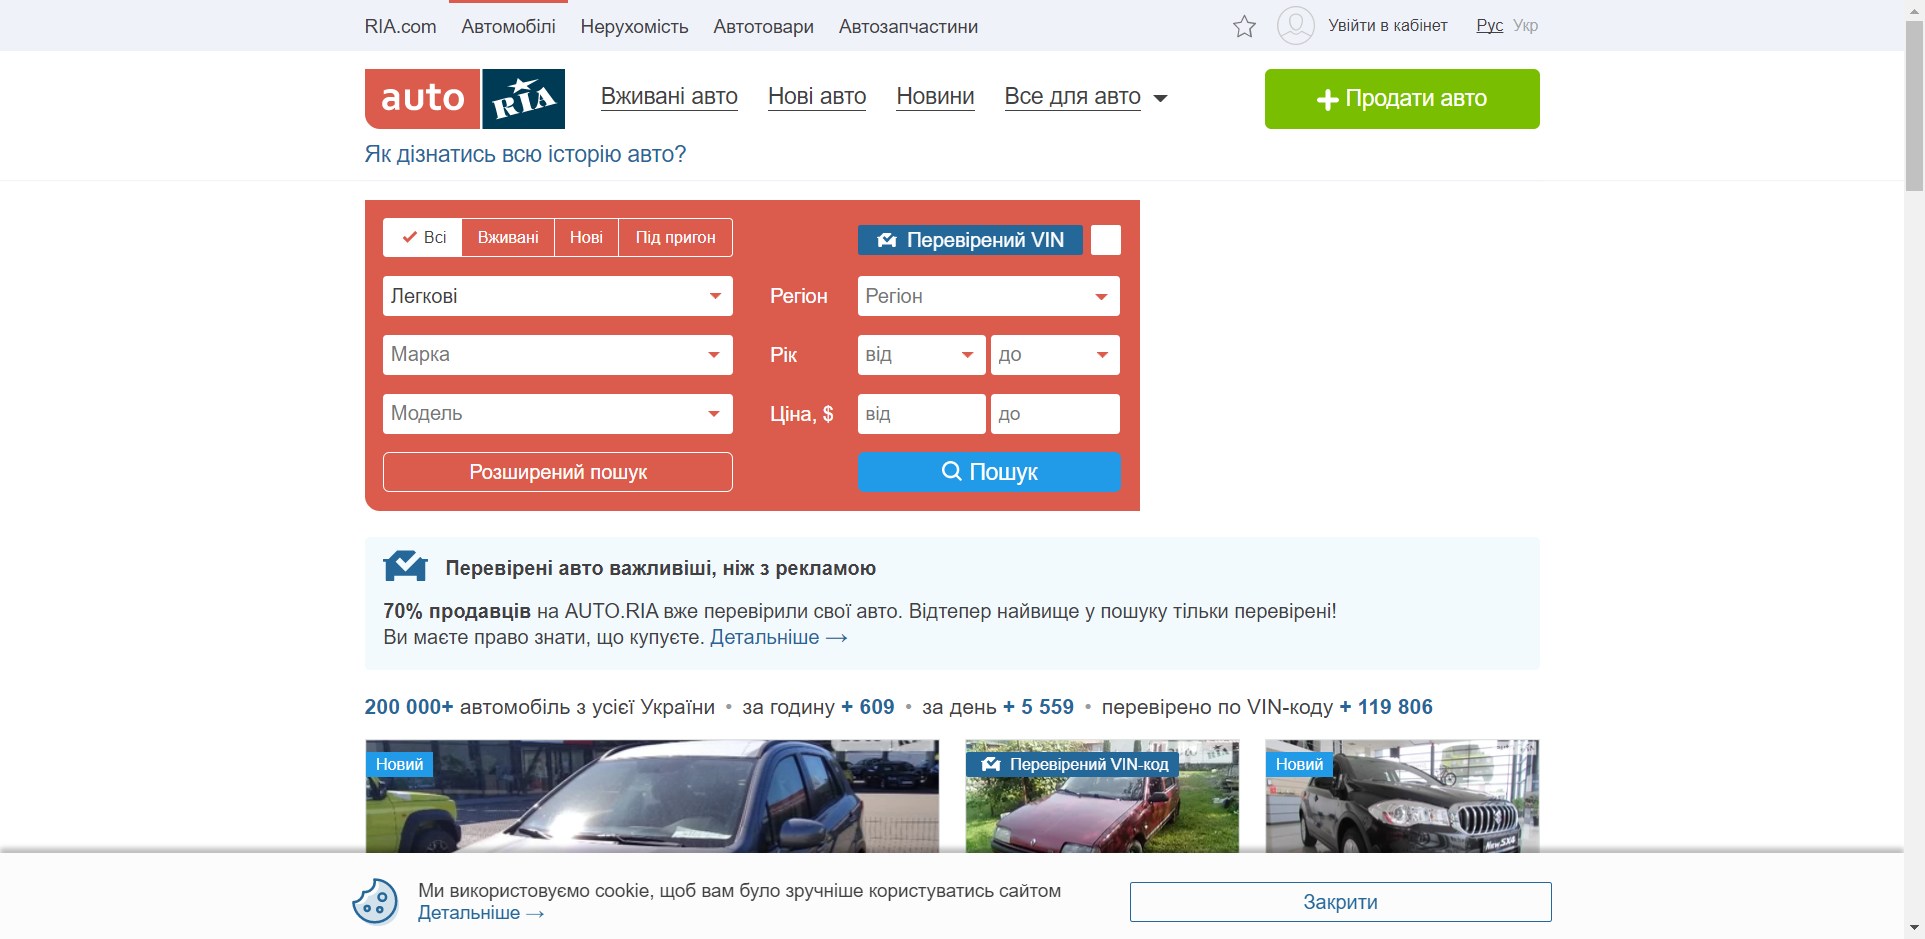 RIA.com Автомобілі Нерухомість Автотовари Автозапчастини Увійти в кабінет Рус Укр
auto RIA Вживані авто Нові авто Новини Все для авто Продати авто
Як дізнатись всю історію авто?
Всі Вживані Нові Під пригон Перевірений VIN
Легкові Регіон Регіон
Марка Рік від до
Модель Ціна, $ від до
Розширений пошук Пошук
Перевірені авто важливіші, ніж з рекламою
70% продавців на AUTO.RIA вже перевірили свої авто. Відтепер найвище у пошуку тільки перевірені!
Ви маєте право знати, що купуєте. Детальніше →
200 000+ автомобіль з усієї України • за годину + 609 • за день + 5 559 • перевірено по VIN-коду + 119 806
Новий Перевірений VIN-код Новий
RIA
New SX4
Ми використовуємо cookie, щоб вам було зручніше користуватись сайтом
Детальніше →
Закрити